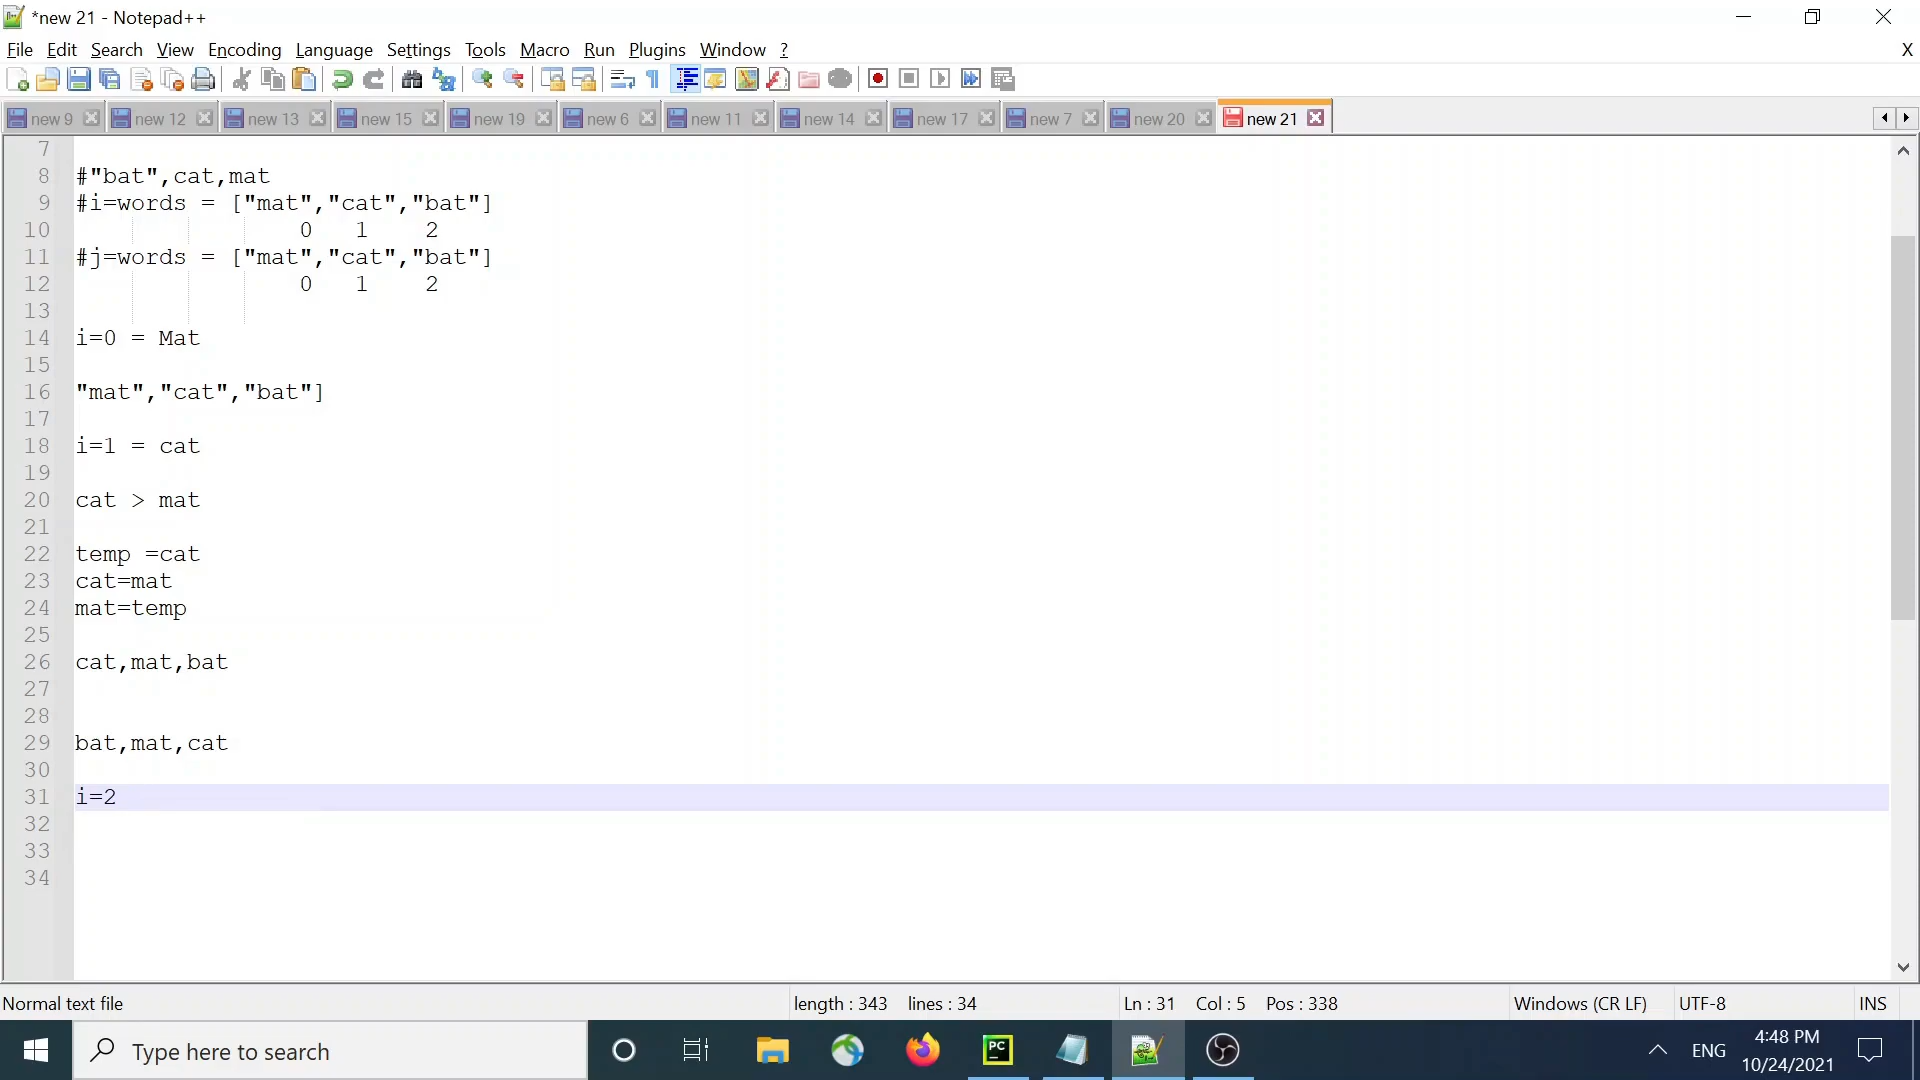 *new 21 - Notepad++
File Edit Search View Encoding Language Settings Tools Macro Run Plugins Window ? X
new 9 new 12 new 13 new 15 new 19 new 6 new 11 new 14 new 17 new 7 new 20 new 21
7
8 #"bat",cat,mat
9 #i=words = ["mat","cat","bat"]
10 0 1 2
11 #j=words = ["mat","cat","bat"]
12 0 1 2
13
14 i=0 = Mat
15
16 "mat","cat","bat"]
17
18 i=1 = cat
19
20 cat > mat
21
22 temp =cat
23 cat=mat
24 mat=temp
25
26 cat,mat,bat
27
28
29 bat,mat,cat
30
31 i=2
32
33
34
Normal text file length : 343 lines : 34 Ln : 31 Col : 5 Pos : 338 Windows (CR LF) UTF-8 INS
Type here to search PC ENG 4:48 PM
10/24/2021